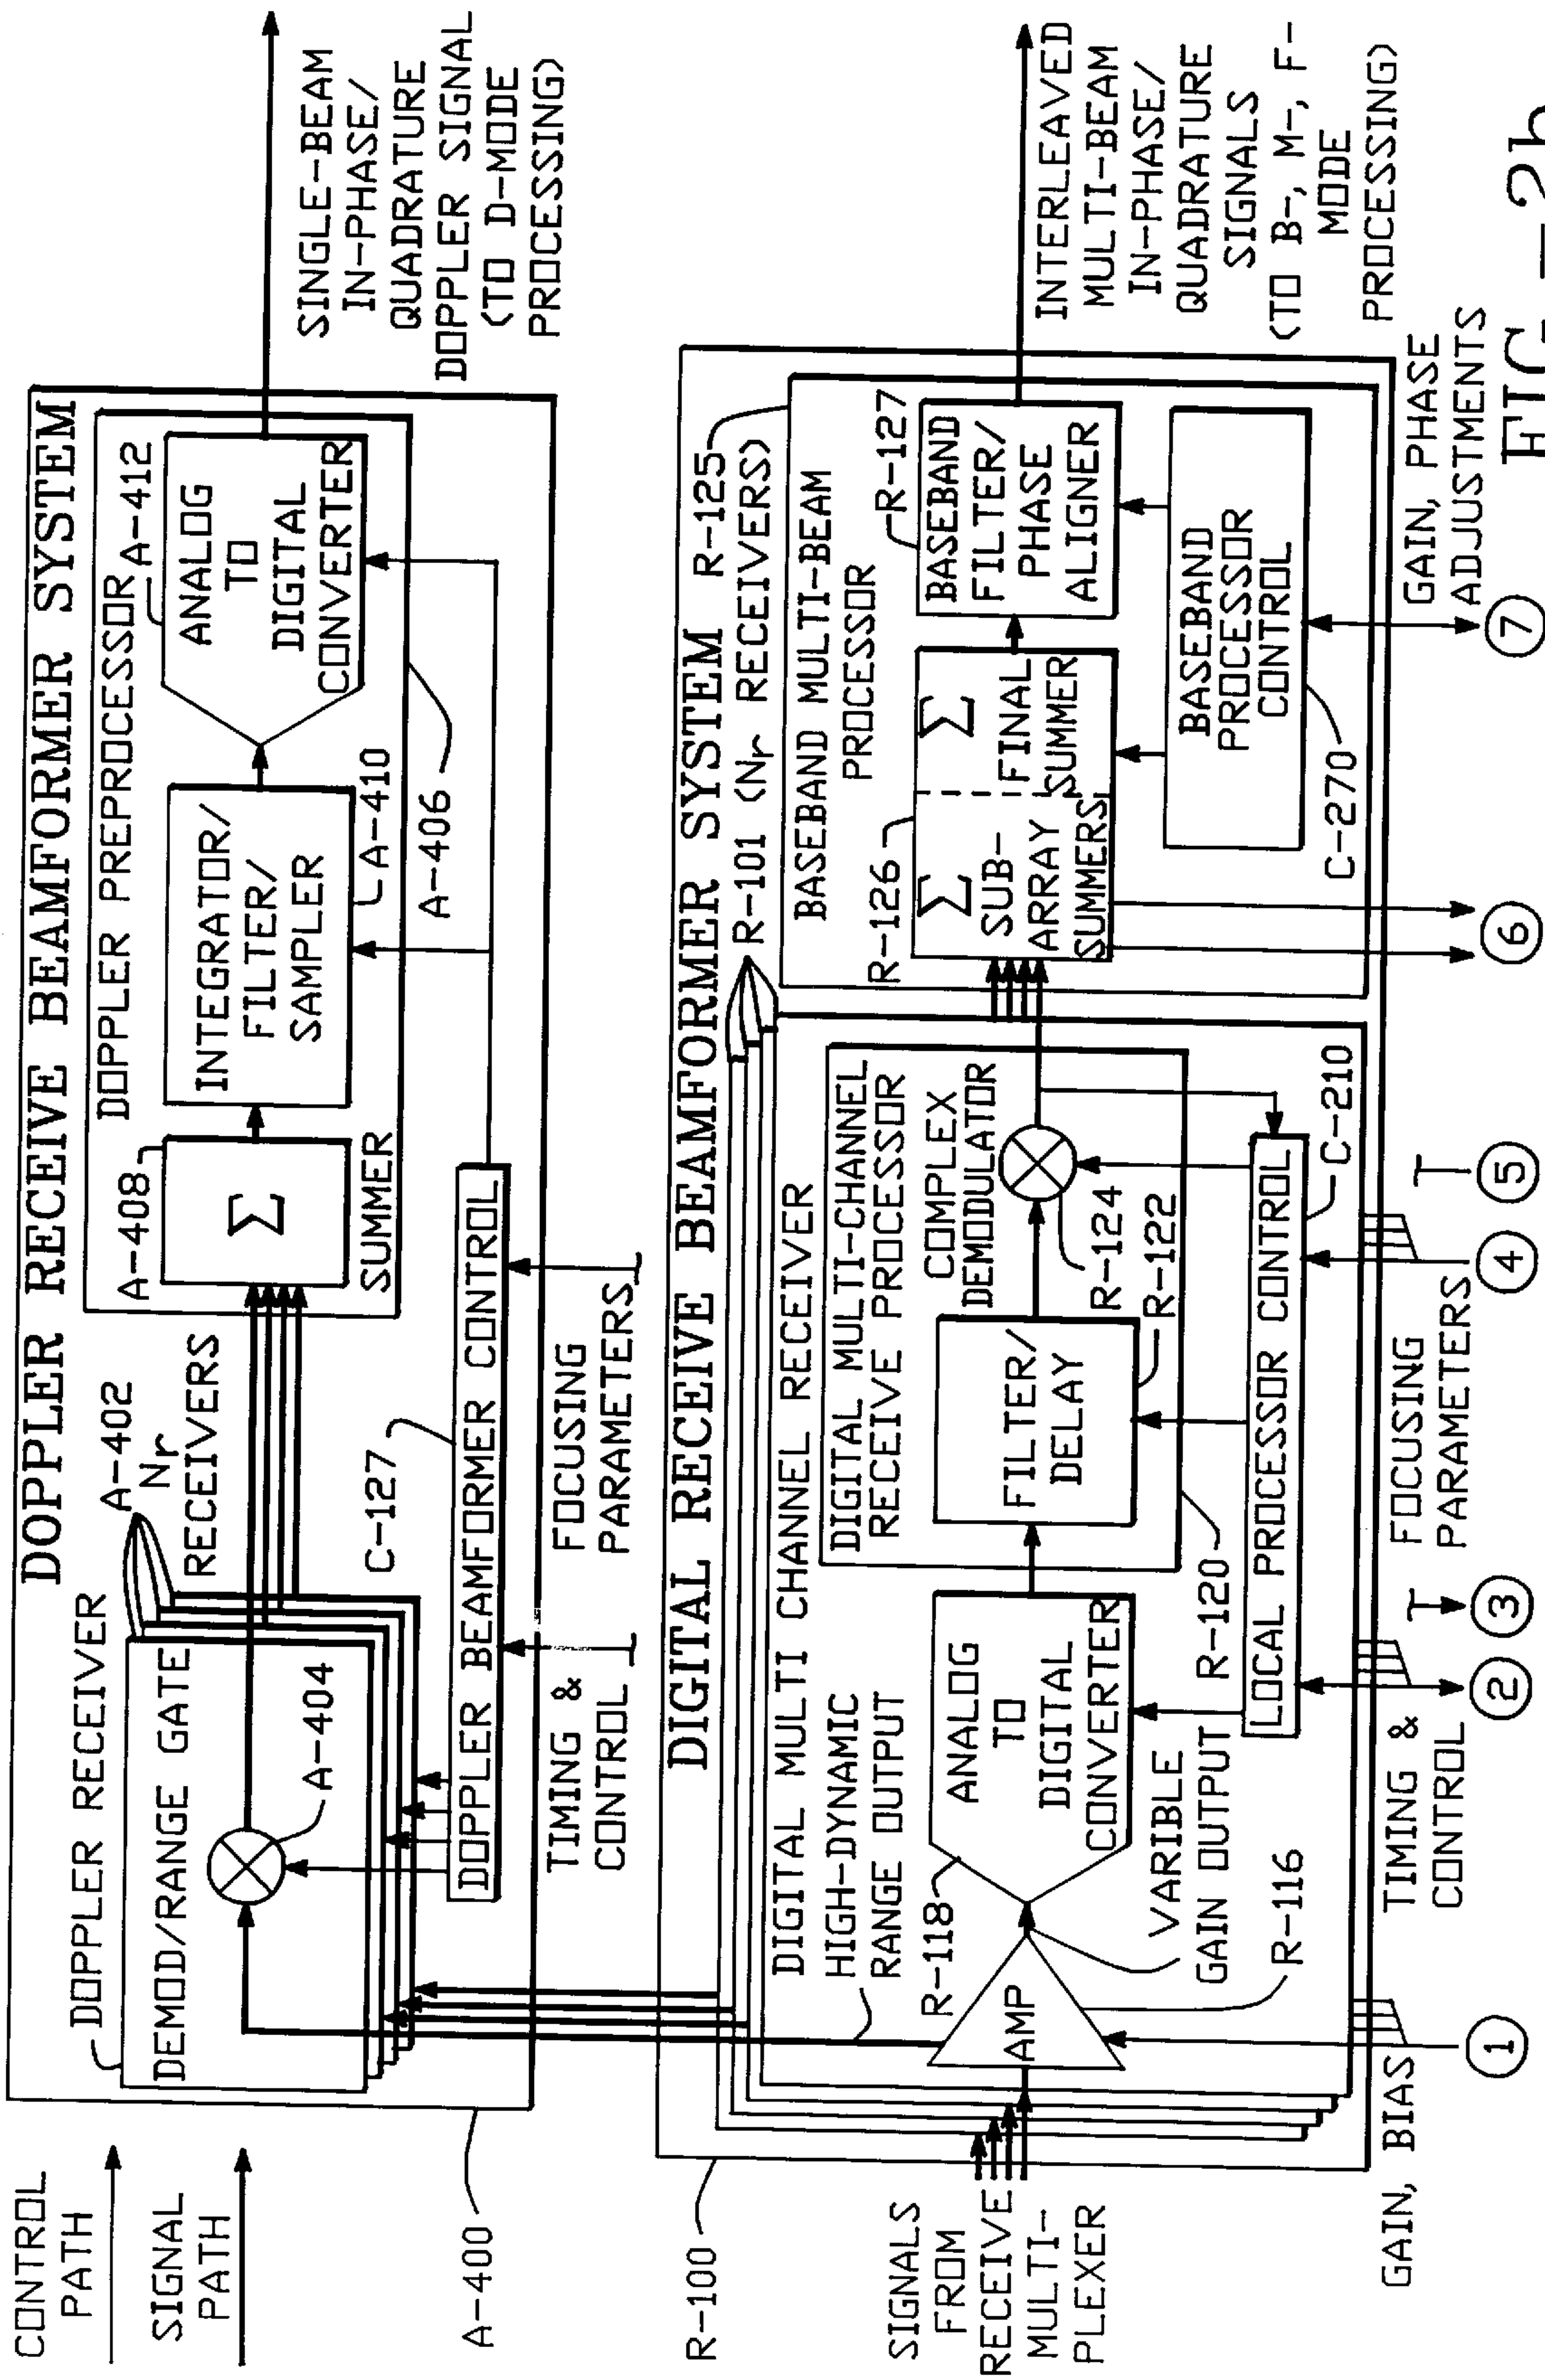 CONTROL
PATH
SIGNAL
PATH
DOPPLER RECEIVE BEAMFORMER SYSTEM
DOPPLER RECEIVER
DEMOD/RANGE GATE
A-404
A-402
Nr
RECEIVERS
DOPPLER PREPROCESSOR
A-408
Σ
SUMMER
INTEGRATOR/
FILTER/
SAMPLER
A-410
A-406
A-412
ANALOG
TO
DIGITAL
CONVERTER
SINGLE-BEAM
IN-PHASE/
QUADRATURE
DOPPLER SIGNAL
(TO D-MODE
PROCESSING)
C-127
DOPPLER BEAMFORMER CONTROL
TIMING &
CONTROL
FOCUSING
PARAMETERS
A-400
DIGITAL RECEIVE BEAMFORMER SYSTEM
R-100
R-101 (Nr RECEIVERS)
R-125
SIGNALS
FROM
RECEIVE
MULTI-
PLEXER
DIGITAL MULTI CHANNEL RECEIVER
HIGH-DYNAMIC
RANGE OUTPUT
AMP
R-116
R-118
VARIBLE
GAIN OUTPUT
ANALOG
TO
DIGITAL
CONVERTER
DIGITAL MULTI-CHANNEL
RECEIVE PROCESSOR
R-120
FILTER/
DELAY
R-122
COMPLEX
DEMODULATOR
R-124
LOCAL PROCESSOR CONTROL
C-210
BASEBAND MULTI-BEAM
PROCESSOR
R-126
Σ
SUB-
ARRAY
SUMMERS
Σ
FINAL
SUMMER
R-127
BASEBAND
FILTER/
PHASE
ALIGNER
BASEBAND
PROCESSOR
CONTROL
C-270
INTERLEAVED
MULTI-BEAM
IN-PHASE/
QUADRATURE
SIGNALS
(TO B-, M-, F-
MODE
PROCESSING)
GAIN, BIAS
1
TIMING &
CONTROL
2
3
FOCUSING
PARAMETERS
4
5
6
7
GAIN, PHASE
ADJUSTMENTS
FIG.-2b